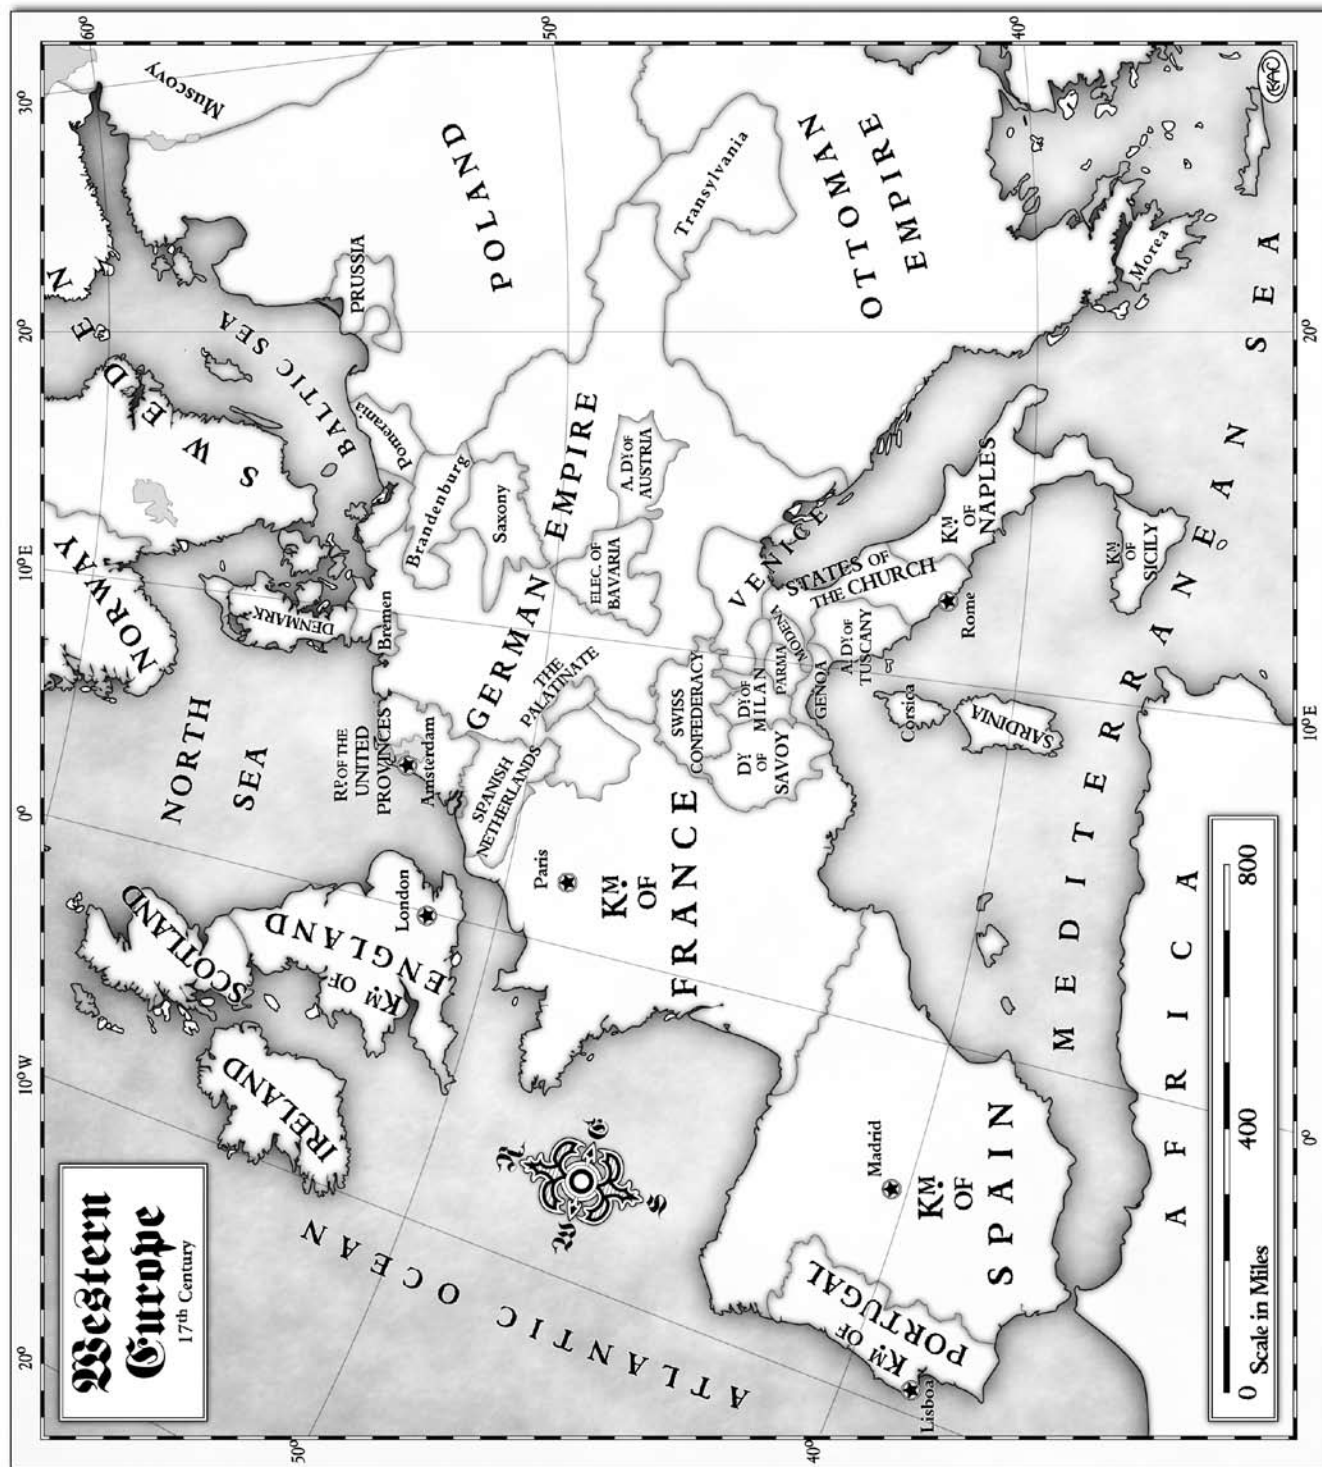 Western
Europe
17th Century
20°
10°W
0°
10°E
20°
30°
60°
50°
40°
50°
40°
0°
10°E
20°
NORWAY
SWEDEN
Muscovy
NORTH
SEA
BALTIC SEA
DENMARK
SCOTLAND
IRELAND
KM OF
ENGLAND
London
RP. OF THE
UNITED
PROVINCES
Amsterdam
Bremen
Pomerania
PRUSSIA
Brandenburg
Saxony
POLAND
GERMAN EMPIRE
SPANISH
NETHERLANDS
THE
PALATINATE
ELEC. OF
BAVARIA
A. DY. OF
AUSTRIA
Transylvania
OTTOMAN
EMPIRE
Paris
KM OF
FRANCE
SWISS
CONFEDERACY
DY
OF
SAVOY
DY. OF
MILAN
PARMA
MODENA
GENOA
VENICE
A. DY. OF
TUSCANY
STATES OF
THE CHURCH
Rome
KM
OF
NAPLES
KM
OF
SICILY
Corsica
SARDINIA
Morea
ATLANTIC OCEAN
N
E
S
W
KM OF
PORTUGAL
Lisboa
Madrid
KM
OF
SPAIN
MEDITERRANEAN SEA
AFRICA
0
400
800
Scale in Miles
KAO